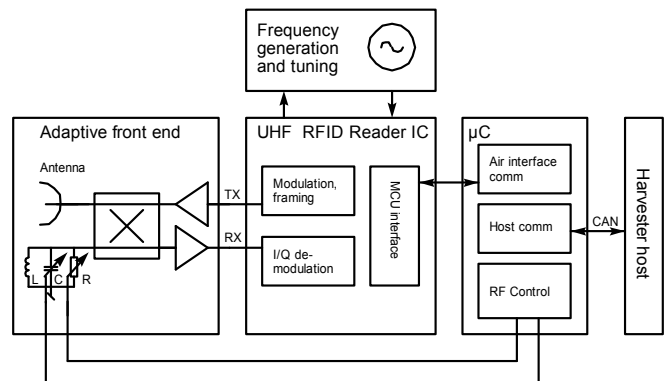 Frequency
generation
and tuning
Adaptive front end
Antenna
L
C
R
TX
RX
UHF RFID Reader IC
Modulation,
framing
I/Q de-
modulation
MCU interface
µC
Air interface
comm
Host comm
RF Control
CAN
Harvester host